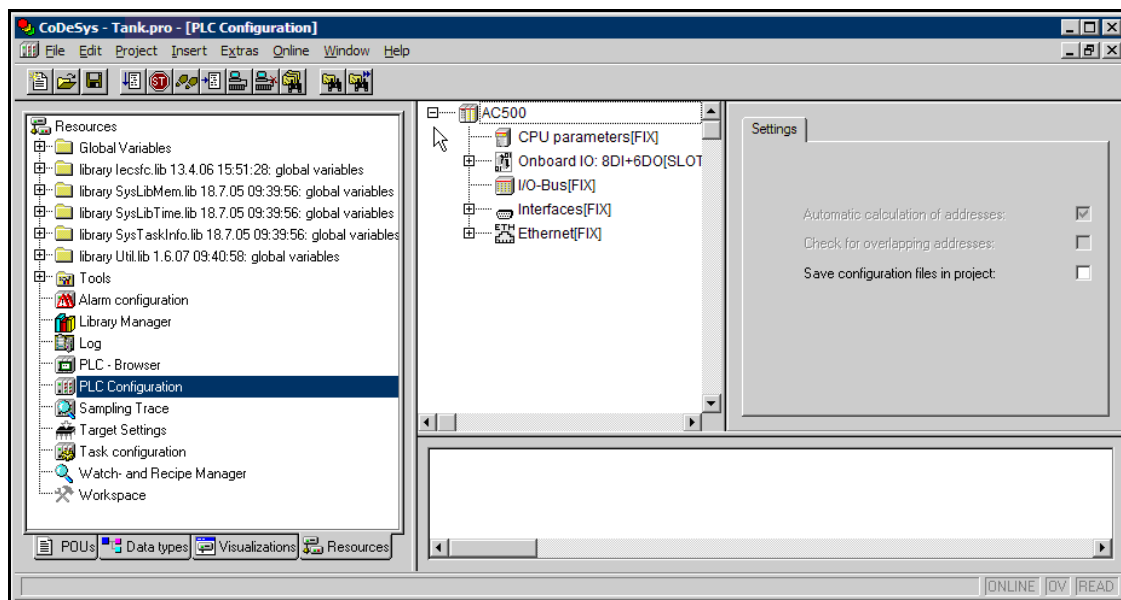 CoDeSys - Tank.pro - [PLC Configuration]
File Edit Project Insert Extras Online Window Help
ST
Resources
Global Variables
library Iecsfc.lib 13.4.06 15:51:28: global variables
library SysLibMem.lib 18.7.05 09:39:56: global variables
library SysLibTime.lib 18.7.05 09:39:56: global variables
library SysTaskInfo.lib 18.7.05 09:39:56: global variables
library Util.lib 1.6.07 09:40:58: global variables
Tools
Alarm configuration
Library Manager
Log
PLC - Browser
PLC Configuration
Sampling Trace
Target Settings
Task configuration
Watch- and Recipe Manager
Workspace
POUs Data types Visualizations Resources
AC500
CPU parameters[FIX]
Onboard IO: 8DI+6DO[SLOT
I/O-Bus[FIX]
Interfaces[FIX]
ETH Ethernet[FIX]
Settings
Automatic calculation of addresses:
Check for overlapping addresses:
Save configuration files in project:
ONLINE OV READ